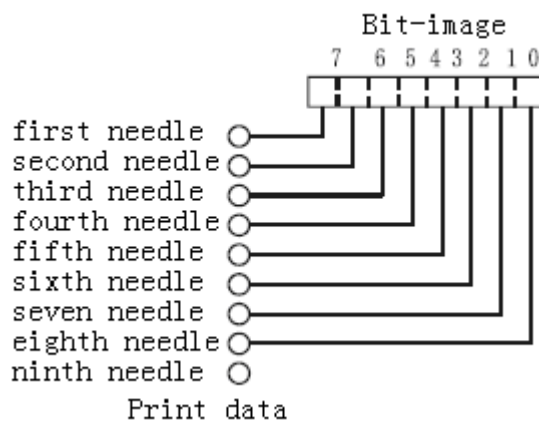 Bit-image
7 6 5 4 3 2 1 0
first needle
second needle
third needle
fourth needle
fifth needle
sixth needle
seven needle
eighth needle
ninth needle
Print data